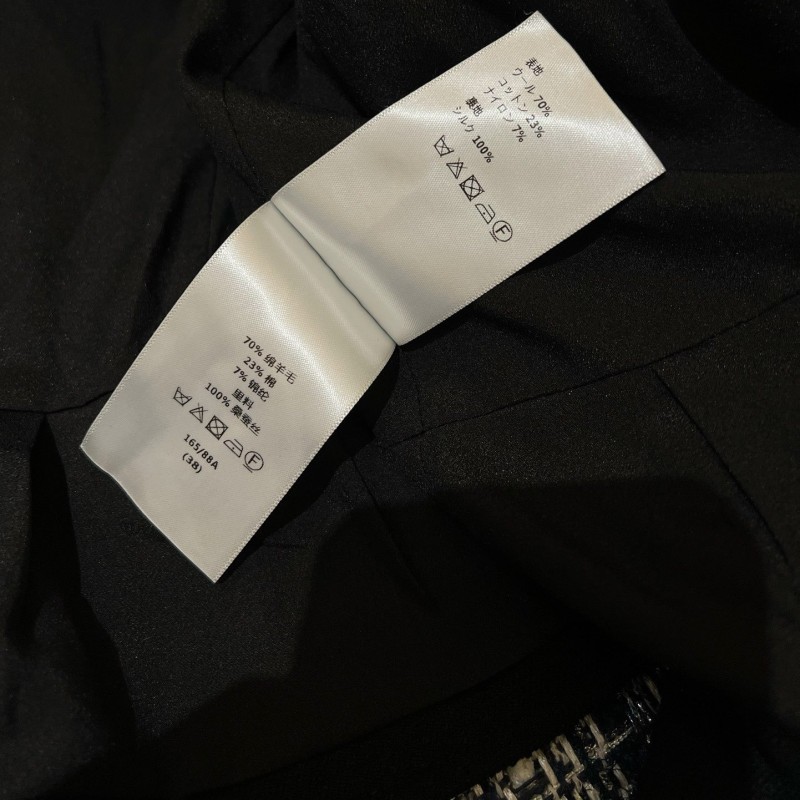 表地
ウール 70%
コットン 23%
ナイロン 7%
裏地
シルク 100%
F
70% 绵羊毛
23% 棉
7% 锦纶
里料
100% 桑蚕丝
F
165/88A
(38)